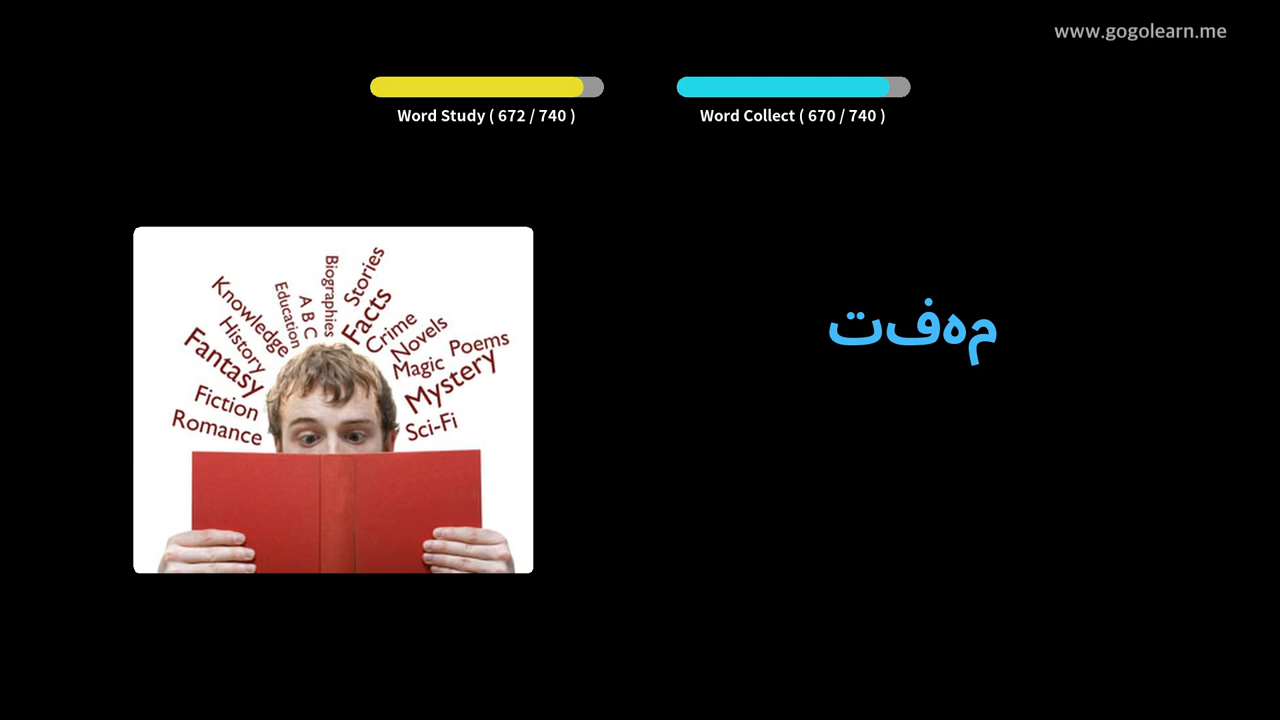 www.gogolearn.me
Word Study ( 672 / 740 )
Word Collect ( 670 / 740 )
Biographies
Stories
Education
A B C
Facts
Knowledge
History
Crime
Novels
Poems
Fantasy
Magic
Mystery
Fiction
Romance
Sci-Fi
تفهم